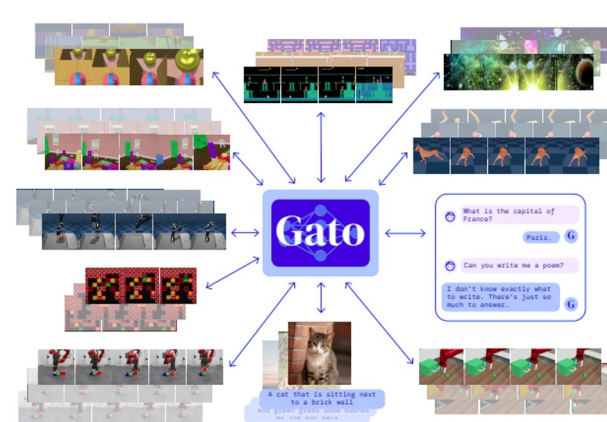 Gato
What is the capital of
France?
Paris.
G
Can you write me a poem?
I don't know exactly what
to write. There's just so
much to answer.
G
A cat that is sitting next
to a brick wall